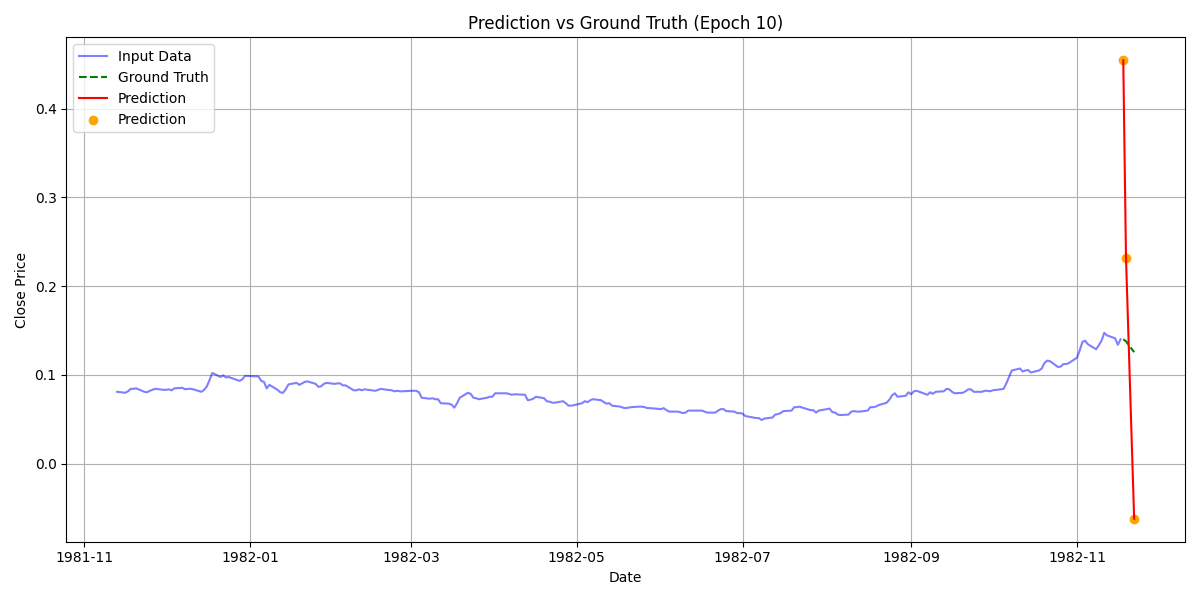 Prediction vs Ground Truth (Epoch 10)
Input Data
Ground Truth
Prediction
Prediction
Close Price
0.4
0.3
0.2
0.1
0.0
1981-11
1982-01
1982-03
1982-05
1982-07
1982-09
1982-11
Date